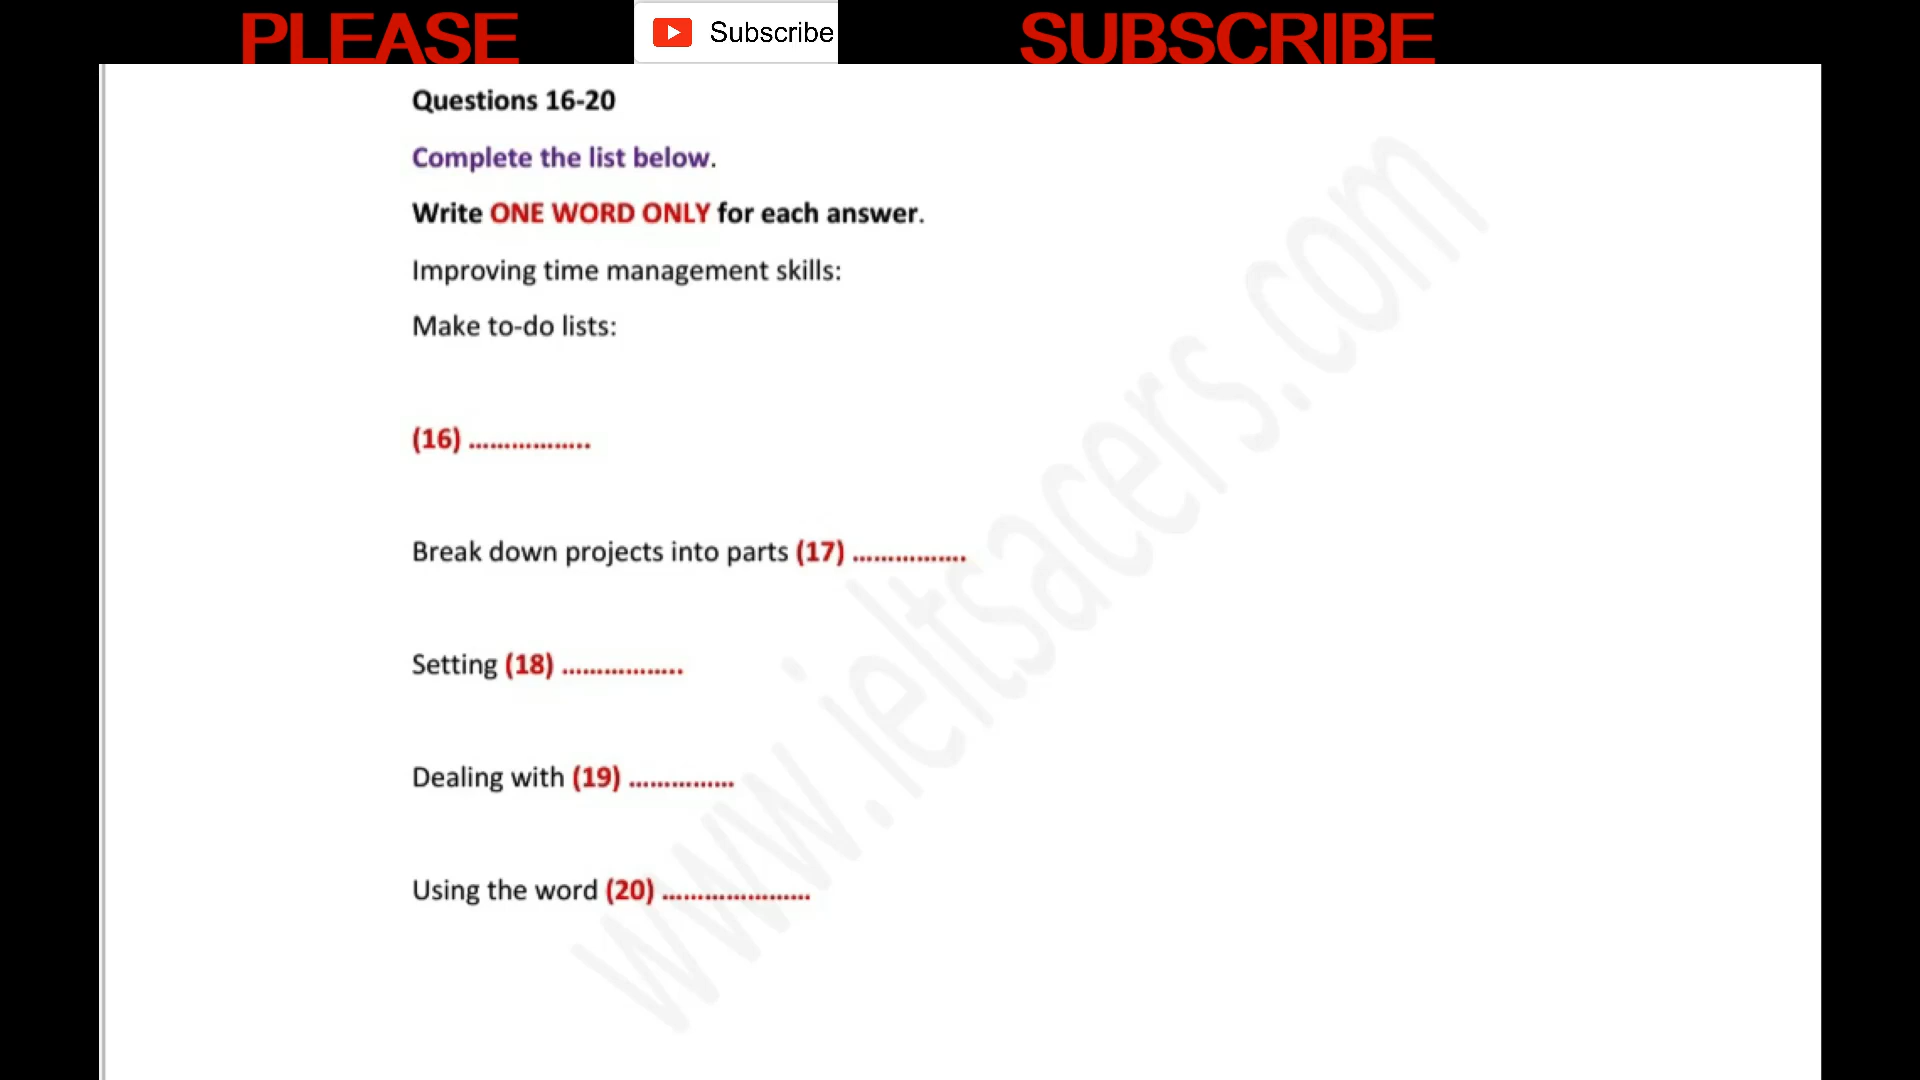 PLEASE Subscribe SUBSCRIBE
Questions 16-20
Complete the list below.
Write ONE WORD ONLY for each answer.
Improving time management skills:
Make to-do lists:
(16) .................
Break down projects into parts (17) ................
Setting (18) .................
Dealing with (19) ...............
Using the word (20) .....................
www.ieltsacers.com